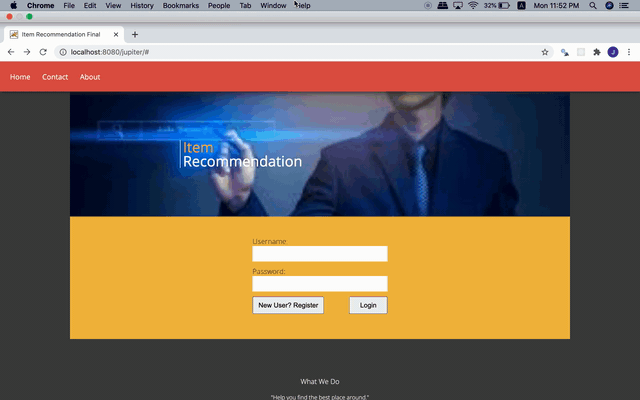 Chrome File Edit View History Bookmarks People Tab Window Help 32% Mon 11:52 PM
Item Recommendation Final
localhost:8080/jupiter/#
J
Home Contact About
Item
Recommendation
Username
Password:
New User? Register Login
What We Do
"Help you find the best place around."